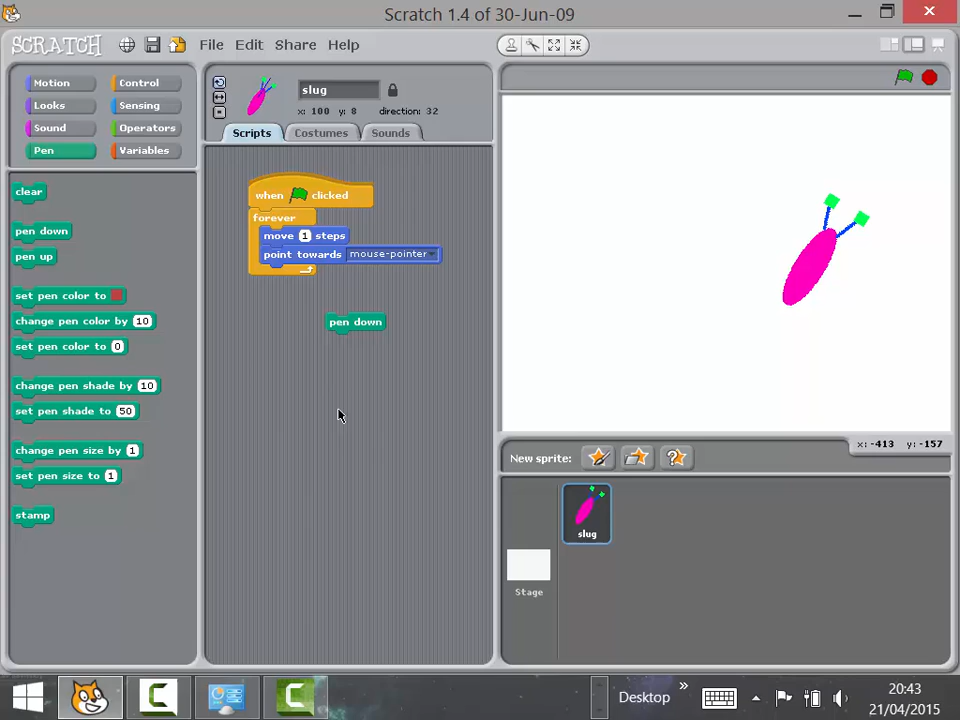 Scratch 1.4 of 30-Jun-09
SCRATCH File Edit Share Help
Motion Control
Looks Sensing
Sound Operators
Pen Variables
clear
pen down
pen up
set pen color to
change pen color by 10
set pen color to 0
change pen shade by 10
set pen shade to 50
change pen size by 1
set pen size to 1
stamp
slug
x: 100 y: 8 direction: 32
Scripts Costumes Sounds
when clicked
forever
move 1 steps
point towards mouse-pointer
pen down
x: -413 y: -157
New sprite:
slug
Stage
Desktop
20:43
21/04/2015